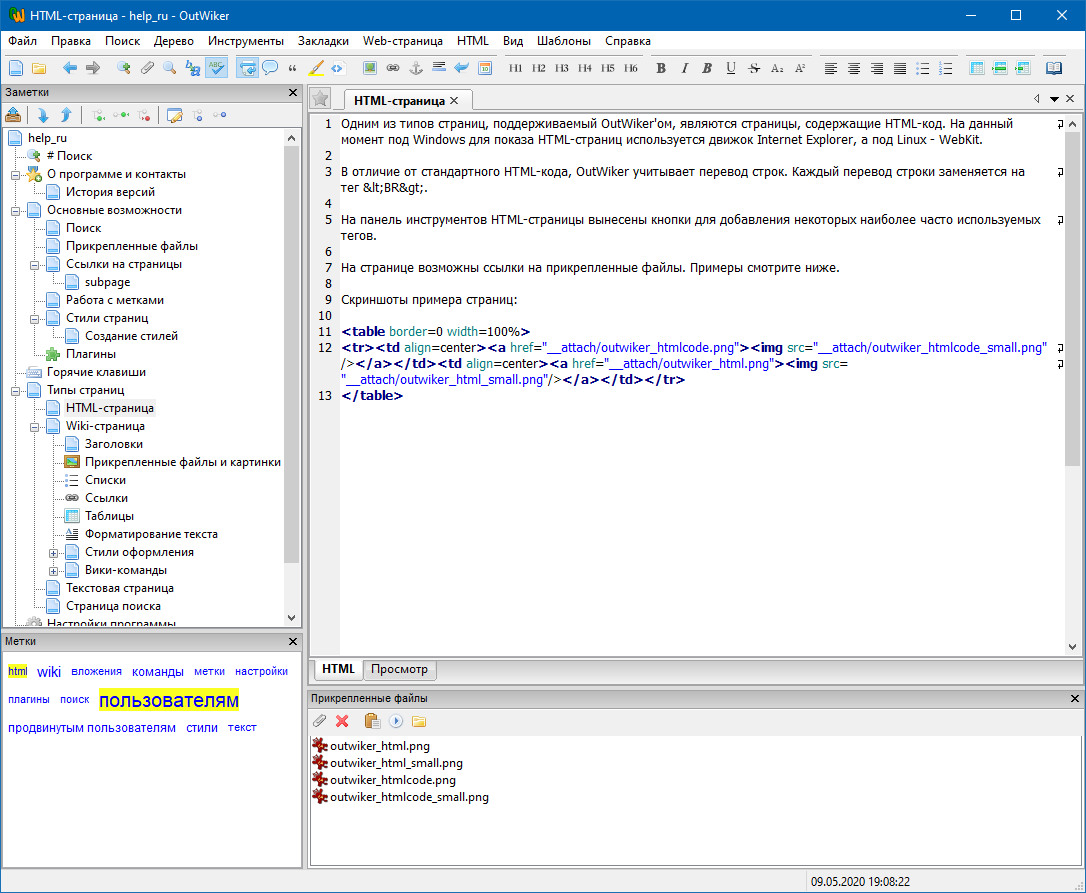 HTML-страница - help_ru - OutWiker
Файл Правка Поиск Дерево Инструменты Закладки Web-страница HTML Вид Шаблоны Справка
H1 H2 H3 H4 H5 H6 B I B U S A₂ A²
Заметки
help_ru
# Поиск
О программе и контакты
История версий
Основные возможности
Поиск
Прикрепленные файлы
Ссылки на страницы
subpage
Работа с метками
Стили страниц
Создание стилей
Плагины
Горячие клавиши
Типы страниц
HTML-страница
Wiki-страница
Заголовки
Прикрепленные файлы и картинки
Списки
Ссылки
Таблицы
Форматирование текста
Стили оформления
Вики-команды
Текстовая страница
Страница поиска
Настройки программы
Метки
html wiki вложения команды метки настройки
плагины поиск пользователям
продвинутым пользователям стили текст
HTML-страница
1 Одним из типов страниц, поддерживаемый OutWiker'ом, являются страницы, содержащие HTML-код. На данный
момент под Windows для показа HTML-страниц используется движок Internet Explorer, а под Linux - WebKit.
2
3 В отличие от стандартного HTML-кода, OutWiker учитывает перевод строк. Каждый перевод строки заменяется на
тег &lt;BR&gt;.
4
5 На панель инструментов HTML-страницы вынесены кнопки для добавления некоторых наиболее часто используемых
тегов.
6
7 На странице возможны ссылки на прикрепленные файлы. Примеры смотрите ниже.
8
9 Скриншоты примера страниц:
10
11 <table border=0 width=100%>
12 <tr><td align=center><a href="__attach/outwiker_htmlcode.png"><img src="__attach/outwiker_htmlcode_small.png"
/></a></td><td align=center><a href="__attach/outwiker_html.png"><img src=
"__attach/outwiker_html_small.png"/></a></td></tr>
13 </table>
HTML Просмотр
Прикрепленные файлы
outwiker_html.png
outwiker_html_small.png
outwiker_htmlcode.png
outwiker_htmlcode_small.png
09.05.2020 19:08:22